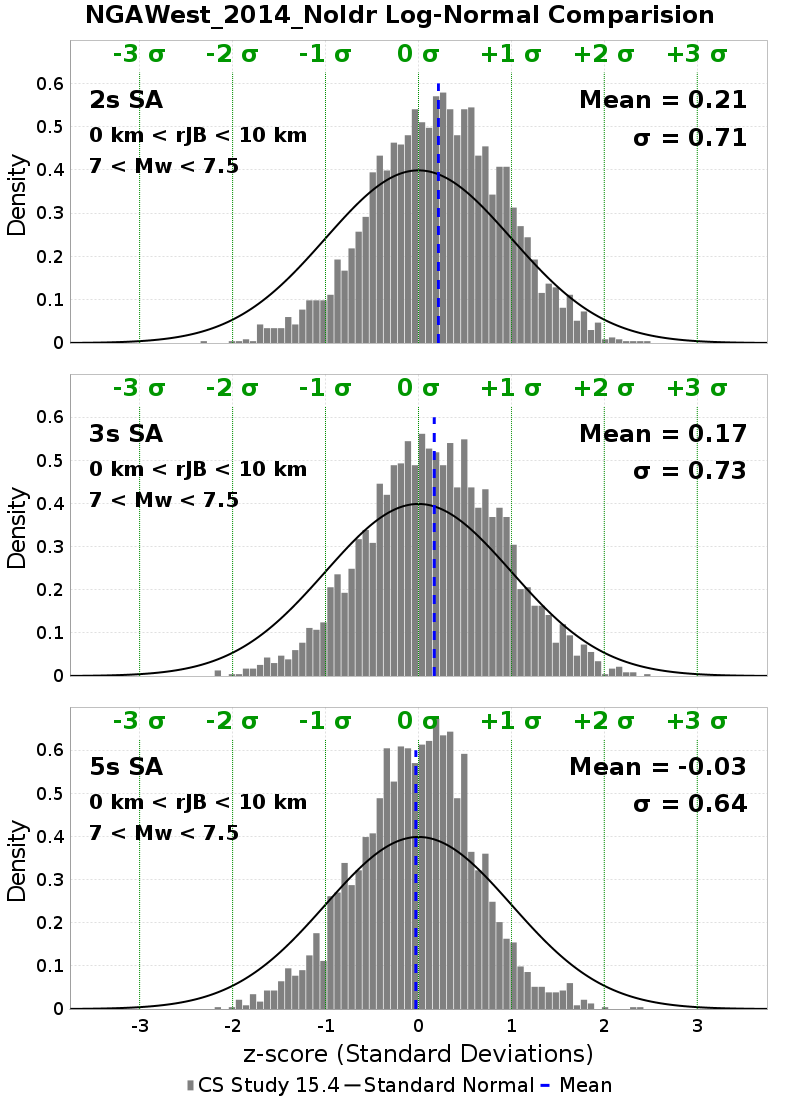 NGAWest_2014_NoIdr Log-Normal Comparision
-3 σ -2 σ -1 σ 0 σ +1 σ +2 σ +3 σ
0.6
2s SA Mean = 0.21
0.5
0 km < rJB < 10 km σ = 0.71
0.4
7 < Mw < 7.5
Density
0.3
0.2
0.1
0
-3 σ -2 σ -1 σ 0 σ +1 σ +2 σ +3 σ
0.6
3s SA Mean = 0.17
0.5
0 km < rJB < 10 km σ = 0.73
0.4
7 < Mw < 7.5
Density
0.3
0.2
0.1
0
-3 σ -2 σ -1 σ 0 σ +1 σ +2 σ +3 σ
0.6
5s SA Mean = -0.03
0.5
0 km < rJB < 10 km σ = 0.64
0.4
7 < Mw < 7.5
Density
0.3
0.2
0.1
0
-3 -2 -1 0 1 2 3
z-score (Standard Deviations)
CS Study 15.4 Standard Normal Mean